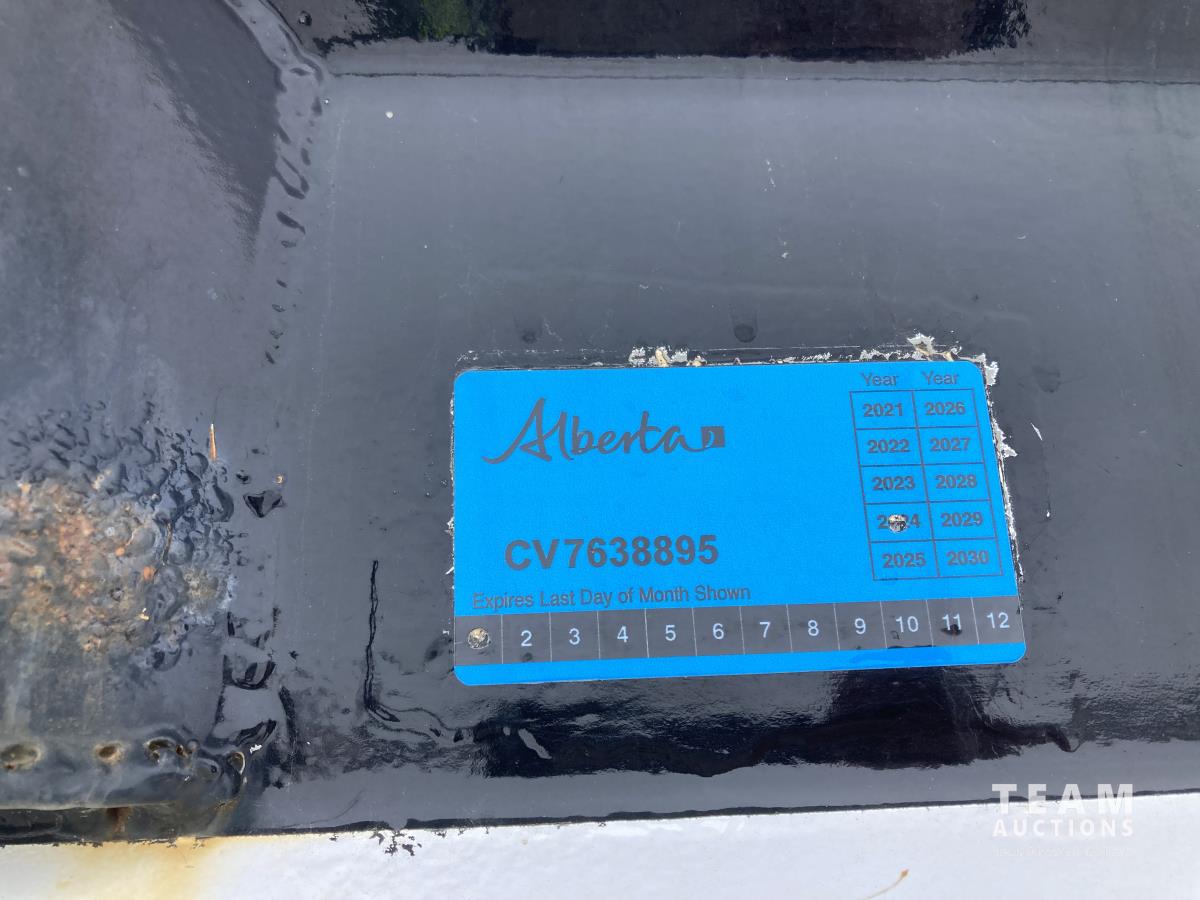 Alberta
Year Year
2021 2026
2022 2027
2023 2028
2029
2025 2030
CV7638895
Expires Last Day of Month Shown
2 3 4 5 6 7 8 9 10 11 12
TEAM
AUCTIONS